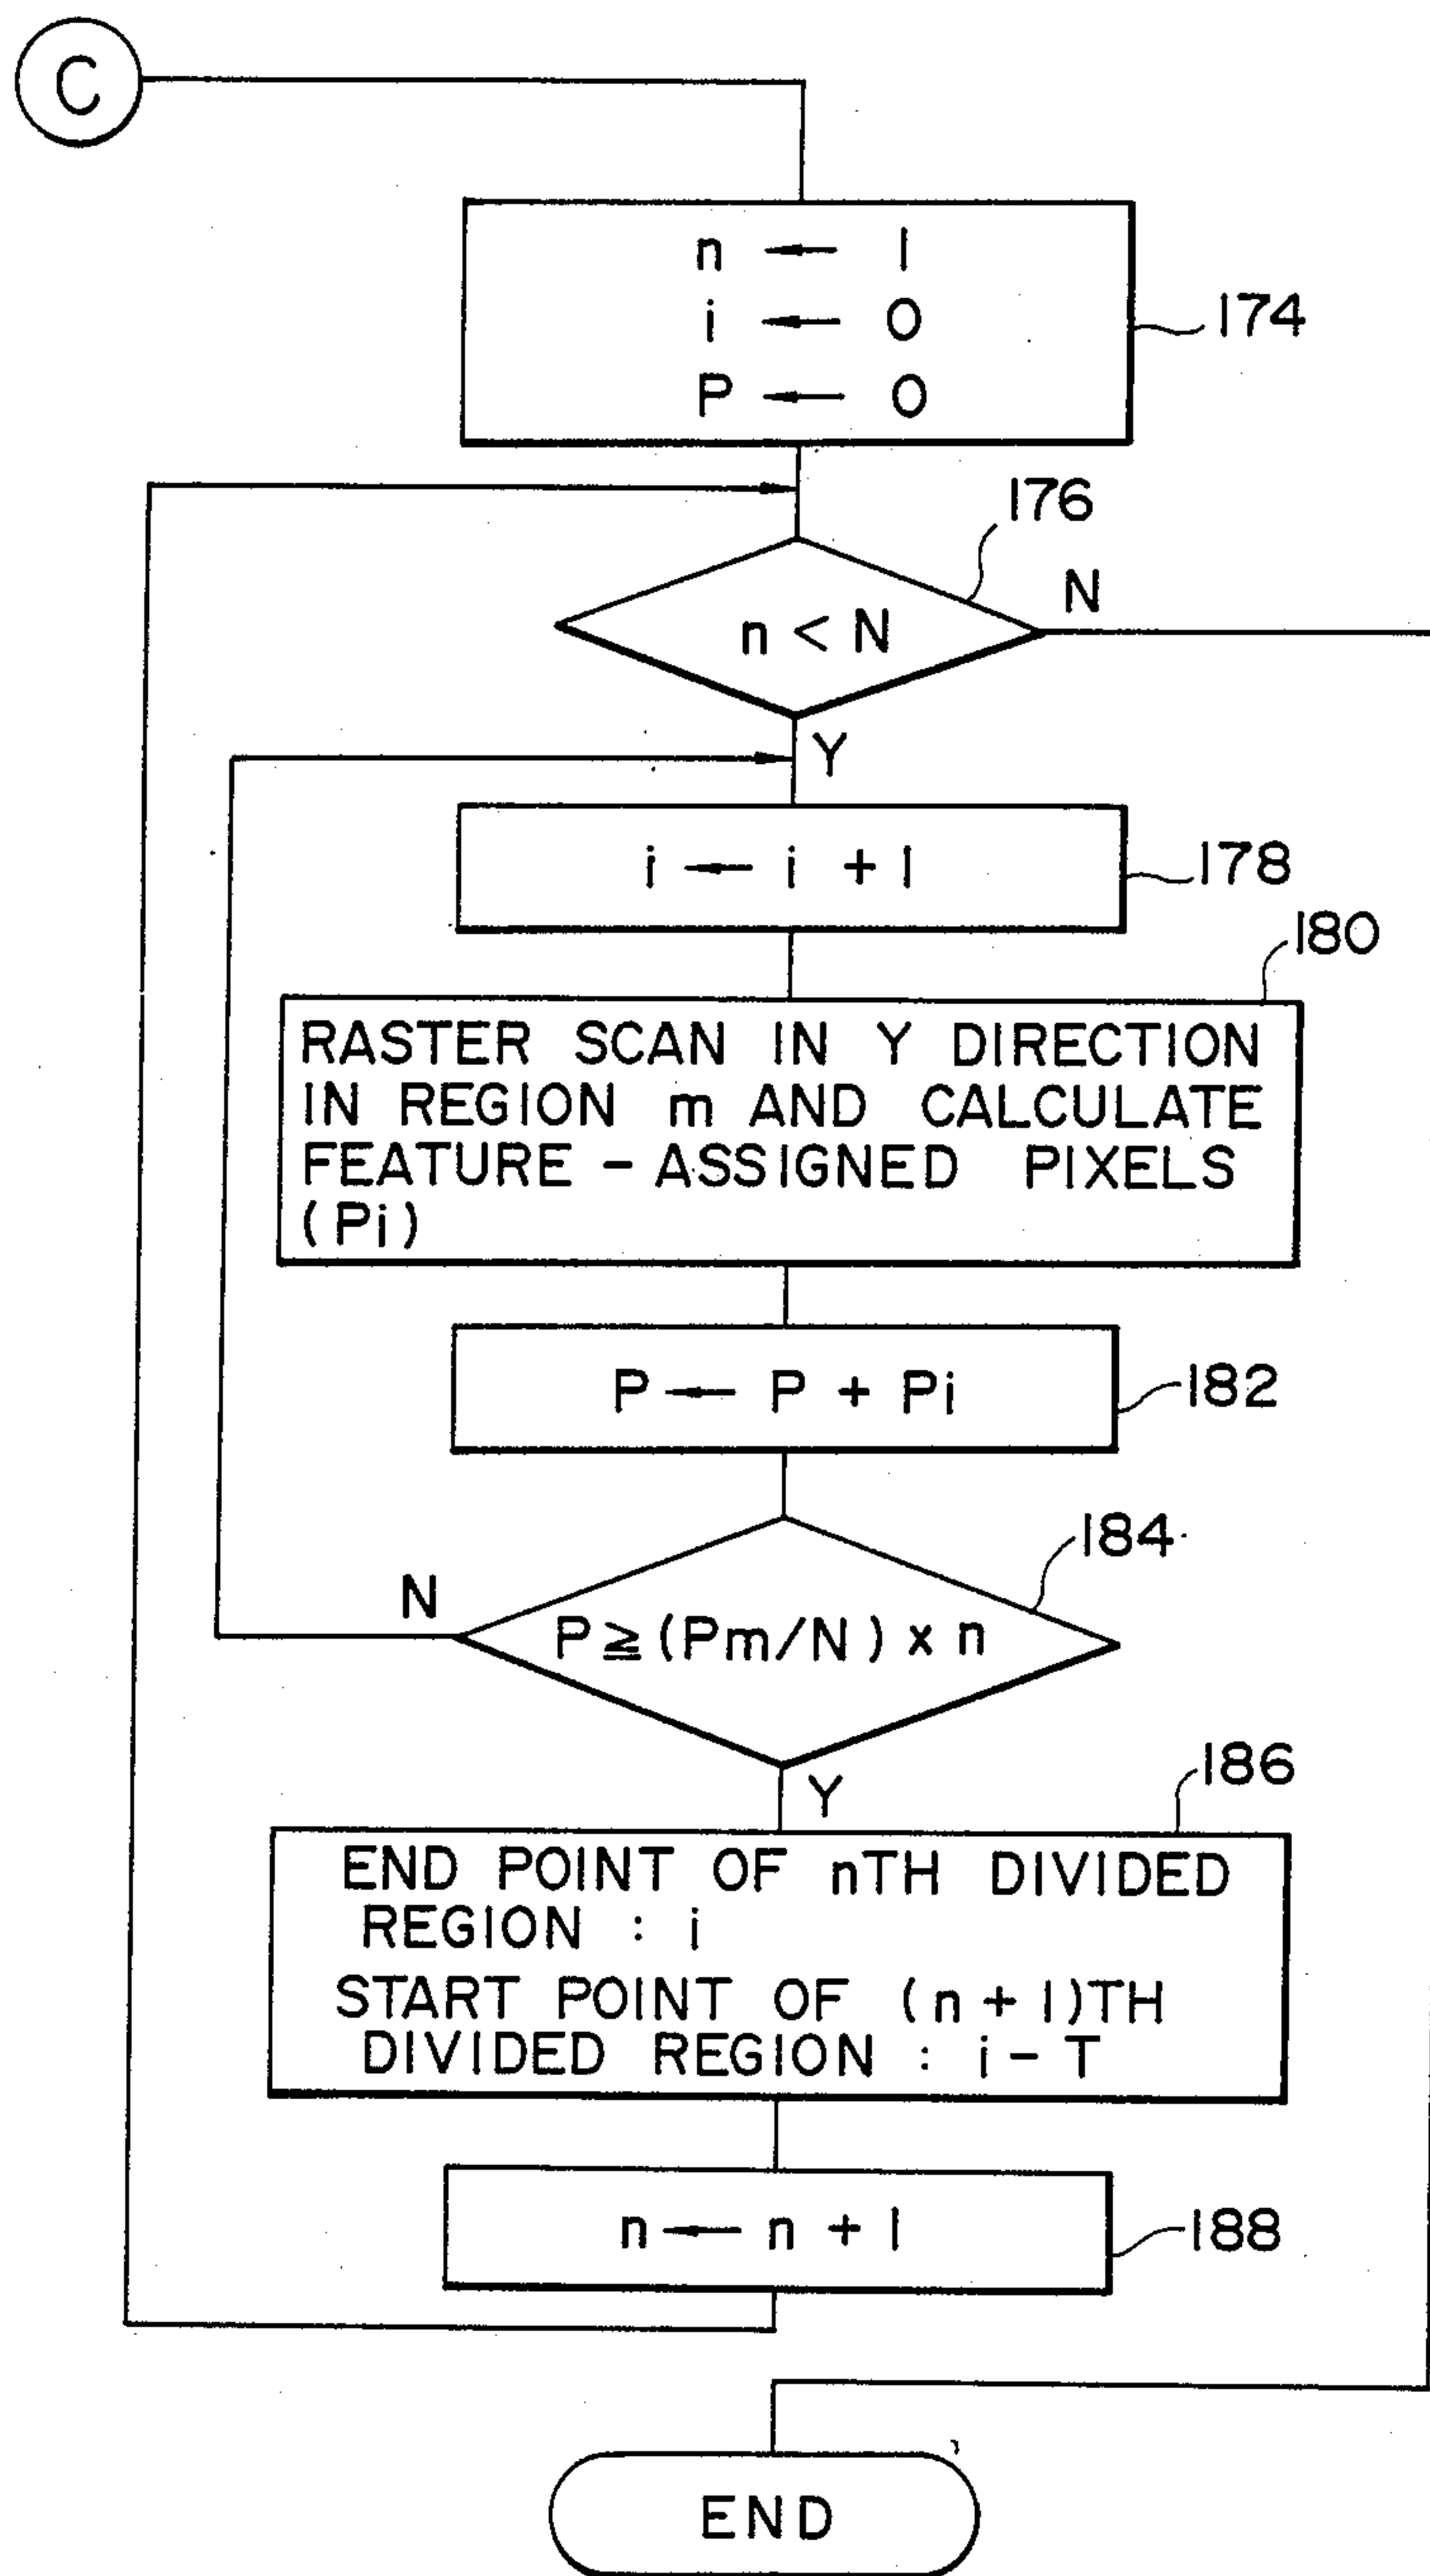 C
n ← 1
i ← 0
P ← 0
174
176
n < N
N
Y
i ← i + 1
178
180
RASTER SCAN IN Y DIRECTION
IN REGION m AND CALCULATE
FEATURE - ASSIGNED PIXELS
(Pi)
P ← P + Pi
182
184
N
P ≧ (Pm/N) x n
Y
186
END POINT OF nTH DIVIDED
REGION : i
START POINT OF (n + 1)TH
DIVIDED REGION : i - T
n ← n + 1
188
END